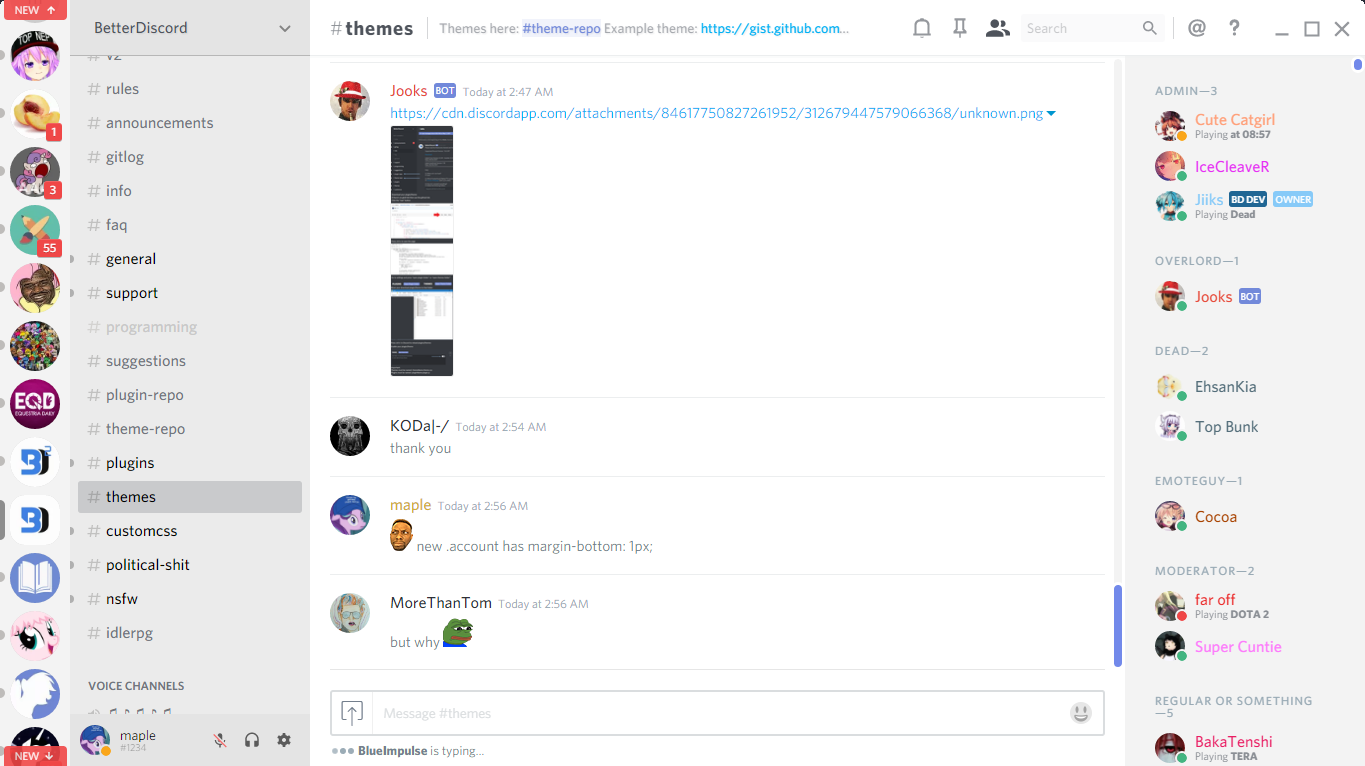 NEW ↑
TOP NEP
1
3
55
EQD
EQUESTRIA DAILY
2
NEW ↓
BetterDiscord
# v2
# rules
# announcements
# gitlog
# info
# faq
# general
# support
# programming
# suggestions
# plugin-repo
# theme-repo
# plugins
# themes
# customcss
# political-shit
# nsfw
# idlerpg
VOICE CHANNELS
maple
#1234
#themes
Themes here: #theme-repo Example theme: https://gist.github.com...
Search
Jooks BOT Today at 2:47 AM
https://cdn.discordapp.com/attachments/84617750827261952/312679447579066368/unknown.png
KODa|-/ Today at 2:54 AM
thank you
maple Today at 2:56 AM
new .account has margin-bottom: 1px;
MoreThanTom Today at 2:56 AM
but why
Message #themes
BlueImpulse is typing...
ADMIN—3
Cute Catgirl
Playing at 08:57
IceCleaveR
Jiiks BD DEV OWNER
Playing Dead
OVERLORD—1
Jooks BOT
DEAD—2
EhsanKia
Top Bunk
EMOTEGUY—1
Cocoa
MODERATOR—2
far off
Playing DOTA 2
Super Cuntie
REGULAR OR SOMETHING
—5
BakaTenshi
Playing TERA